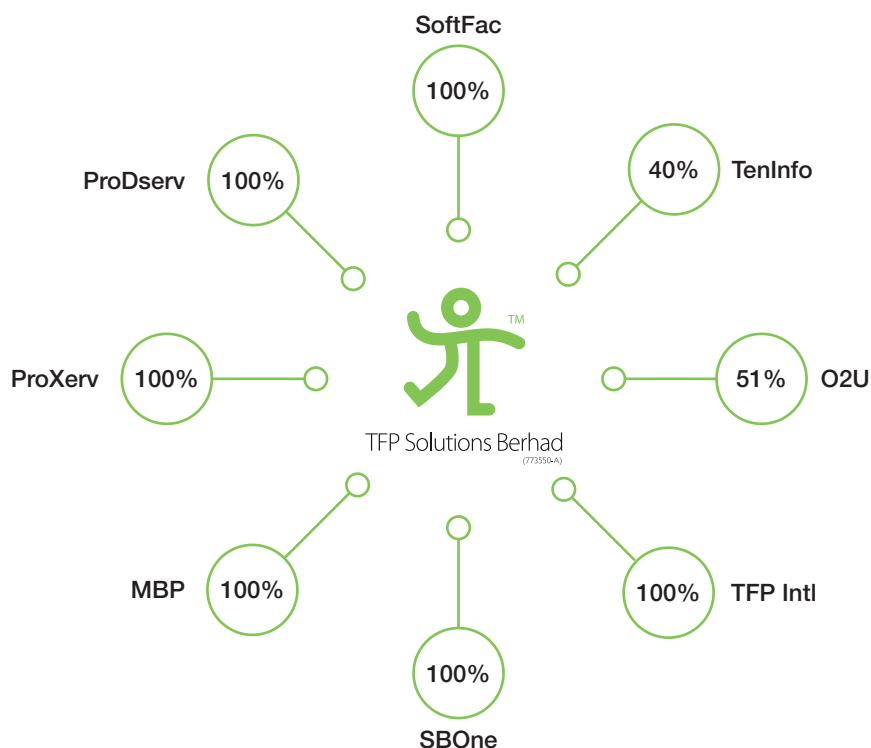 SoftFac
100%
ProDserv
100%
40%
TenInfo
TM
ProXerv
100%
51%
O2U
TFP Solutions Berhad
(773550-A)
MBP
100%
100%
TFP Intl
100%
SBOne